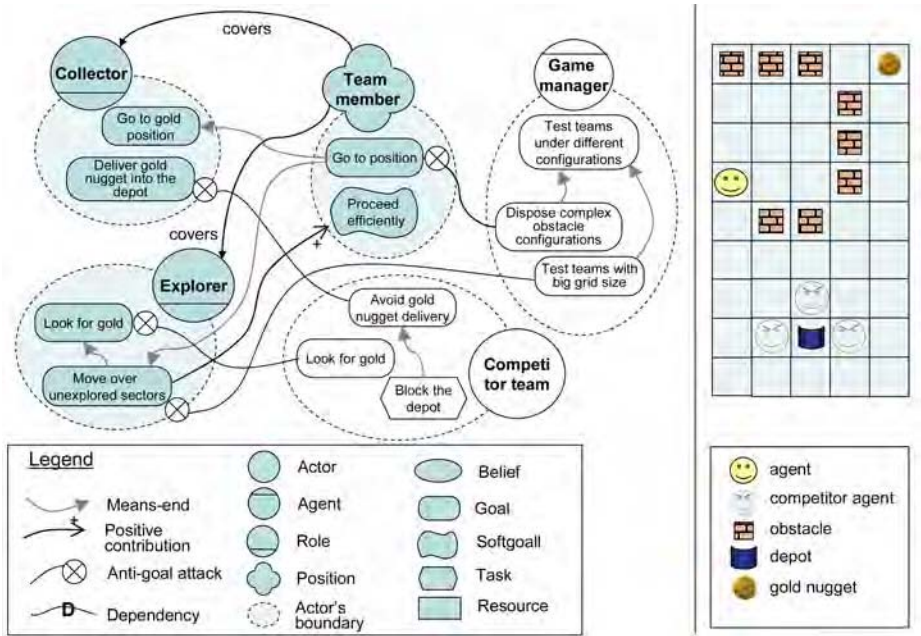 covers
Collector
Team
member
Game
manager
Go to gold
position
Deliver gold
nugget into the
depot
Go to position
Proceed
efficiently
Test teams
under different
configurations
Dispose complex
obstacle
configurations
Test teams with
big grid size
covers
+
Explorer
Look for gold
Move over
unexplored sectors
Avoid gold
nugget delivery
Look for gold
Block the
depot
Competi
tor team
Legend
Means-end
+
Positive
contribution
Anti-goal attack
D
Dependency
Actor
Agent
Role
Position
Actor's
boundary
Belief
Goal
Softgoall
Task
Resource
agent
competitor agent
obstacle
depot
gold nugget